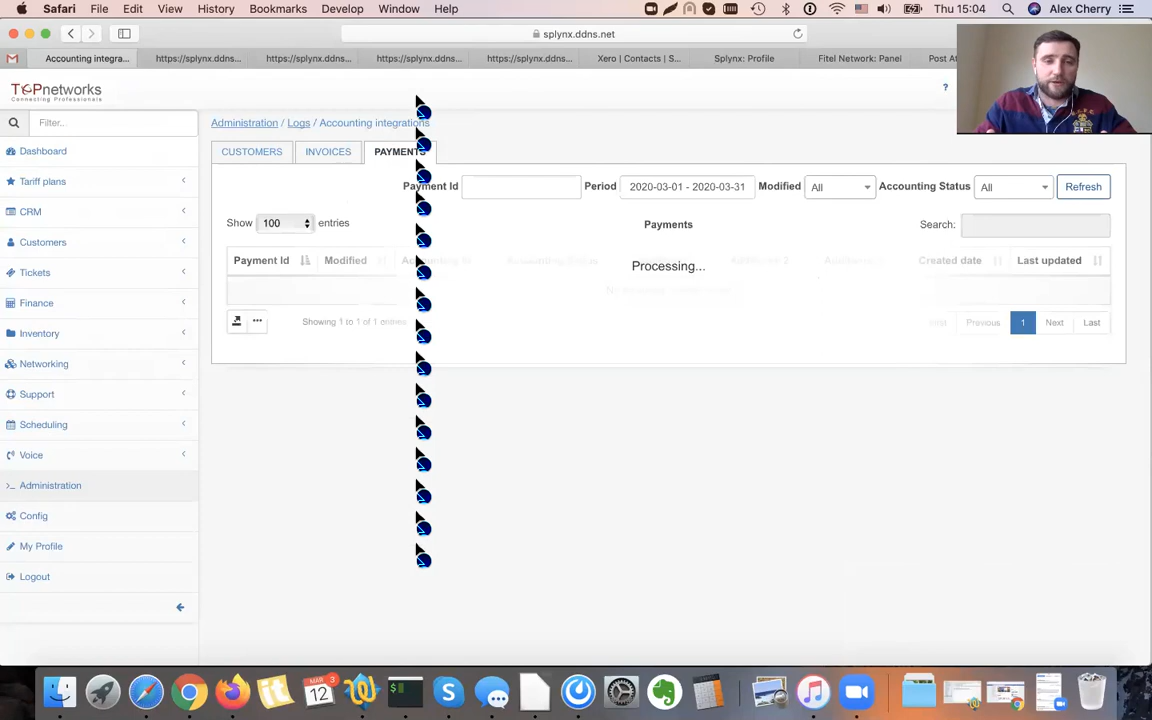 Safari File Edit View History Bookmarks Develop Window Help Thu 15:04 Alex Cherry
splynx.ddns.net
Accounting integra... https://splynx.ddns... https://splynx.ddns... https://splynx.ddns... https://splynx.ddns... Xero | Contacts | S... Splynx: Profile Fitel Network: Panel Post At
TOPnetworks
Connecting Professionals
?
Filter...
Administration / Logs / Accounting integrations
Dashboard
CUSTOMERS INVOICES PAYMENTS
Tariff plans
Payment Id Period 2020-03-01 - 2020-03-31 Modified All Accounting Status All Refresh
CRM
Show 100 entries Payments Search:
Customers
Payment Id Modified Created date Last updated
Processing...
Tickets
Finance
Showing 1 to 1 of 1 entries Previous 1 Next Last
Inventory
Networking
Support
Scheduling
Voice
Administration
Config
My Profile
Logout
MAR
12
3